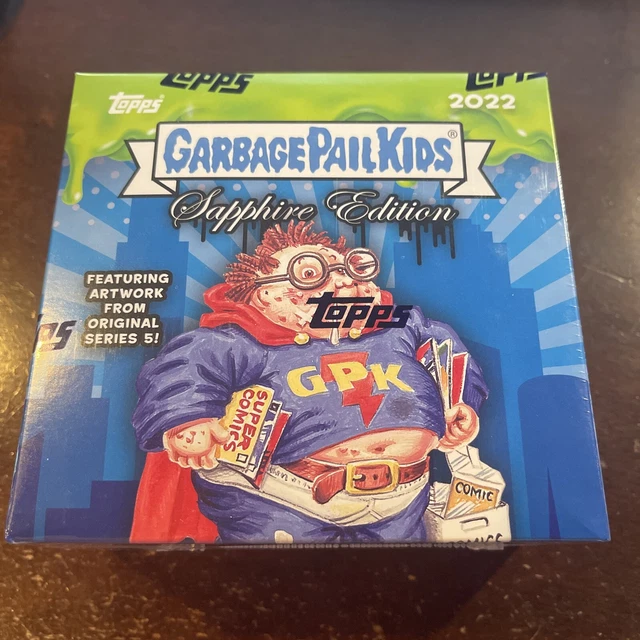 Topps
Topps
Topps
2022
GARBAGE PAIL KIDS®
Sapphire Edition
FEATURING
ARTWORK
FROM
ORIGINAL
SERIES 5!
Topps
GPK
SUPER
COMICS
COMIC